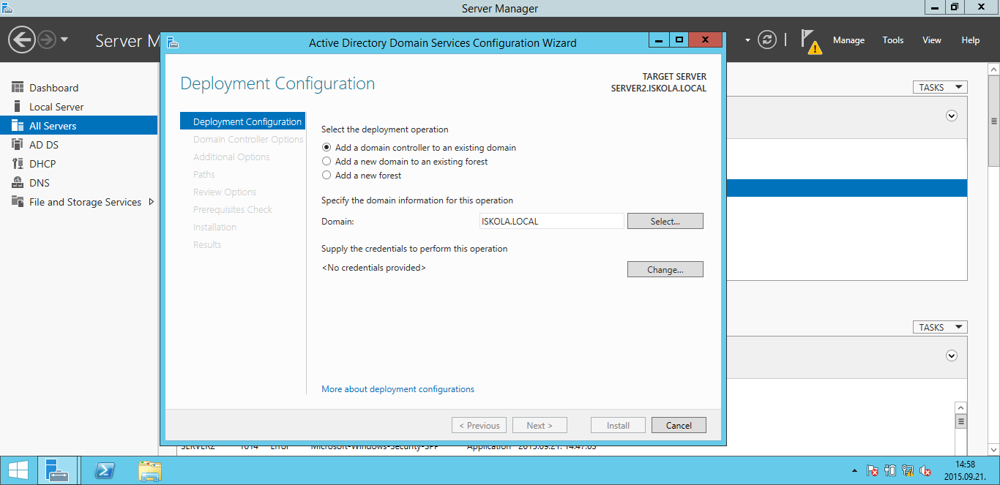 Server Manager
Server M
Manage Tools View Help
Dashboard
Local Server
All Servers
AD DS
DHCP
DNS
File and Storage Services
TASKS
TASKS
Active Directory Domain Services Configuration Wizard
Deployment Configuration
TARGET SERVER
SERVER2.ISKOLA.LOCAL
Deployment Configuration
Domain Controller Options
Additional Options
Paths
Review Options
Prerequisites Check
Installation
Results
Select the deployment operation
Add a domain controller to an existing domain
Add a new domain to an existing forest
Add a new forest
Specify the domain information for this operation
Domain: ISKOLA.LOCAL Select...
Supply the credentials to perform this operation
<No credentials provided> Change...
More about deployment configurations
< Previous Next > Install Cancel
SERVER2 1014 Error Microsoft-Windows-Security-SPP Application 2015.09.21. 14:47:05
14:58
2015.09.21.